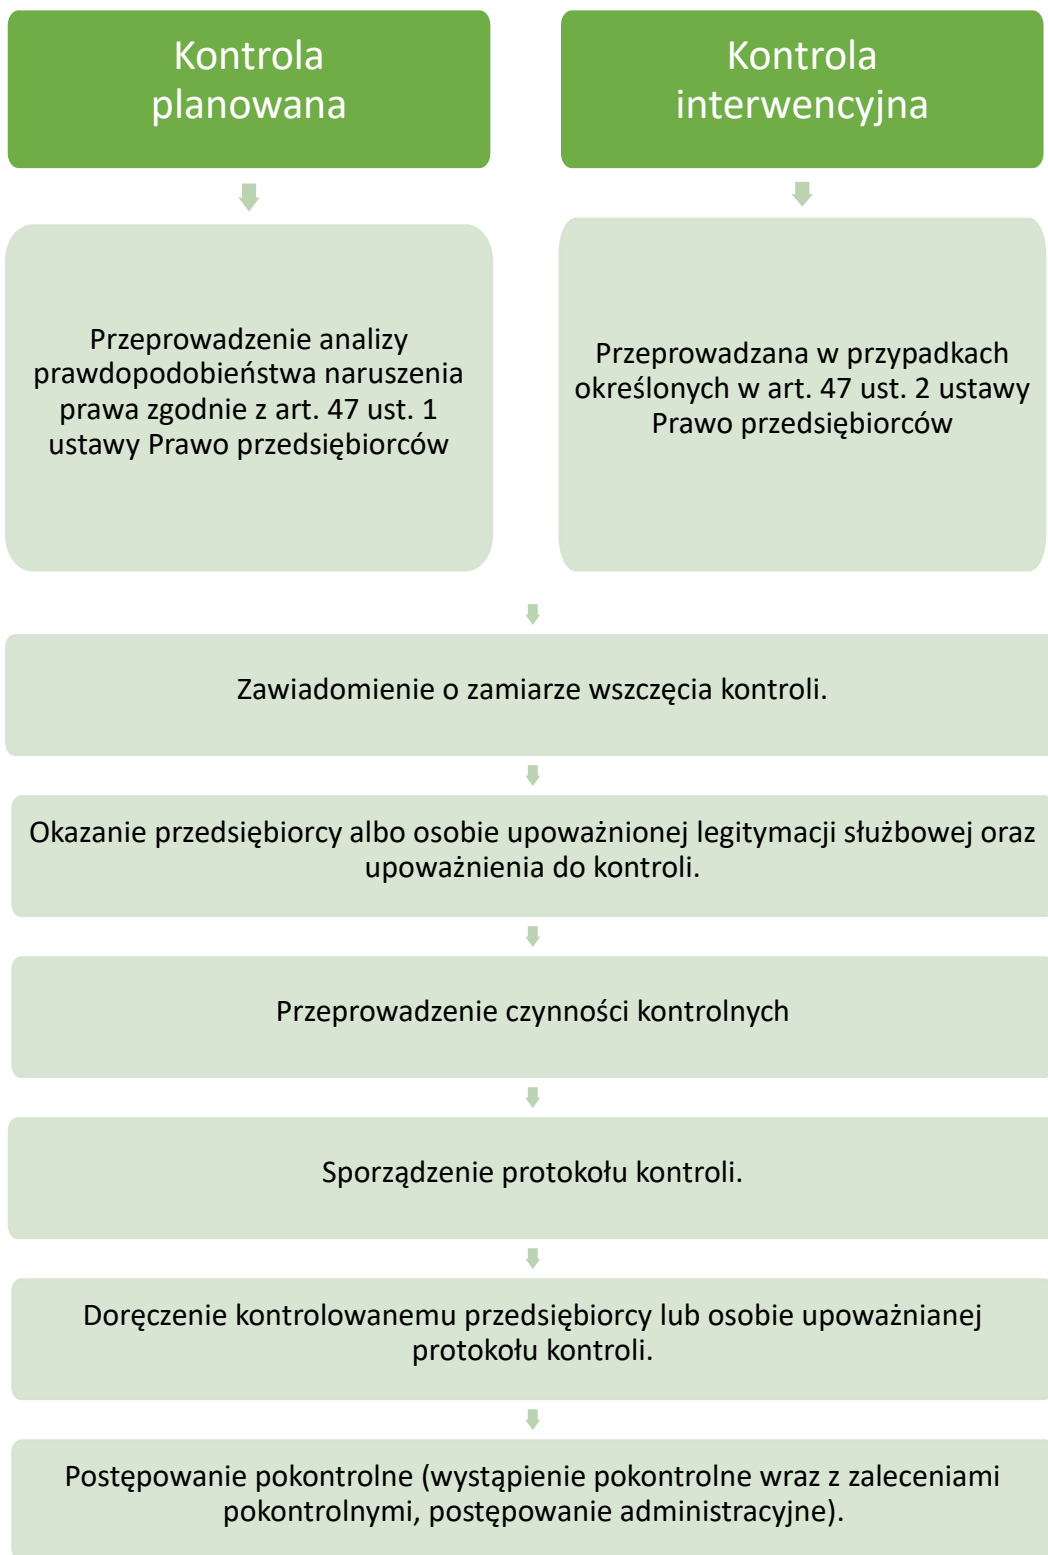 Kontrola
planowana
Kontrola
interwencyjna
Przeprowadzenie analizy
prawdopodobieństwa naruszenia
prawa zgodnie z art. 47 ust. 1
ustawy Prawo przedsiębiorców
Przeprowadzana w przypadkach
określonych w art. 47 ust. 2 ustawy
Prawo przedsiębiorców
Zawiadomienie o zamiarze wszczęcia kontroli.
Okazanie przedsiębiorcy albo osobie upoważnionej legitymacji służbowej oraz
upoważnienia do kontroli.
Przeprowadzenie czynności kontrolnych
Sporządzenie protokołu kontroli.
Doręczenie kontrolowanemu przedsiębiorcy lub osobie upoważnianej
protokołu kontroli.
Postępowanie pokontrolne (wystąpienie pokontrolne wraz z zaleceniami
pokontrolnymi, postępowanie administracyjne).